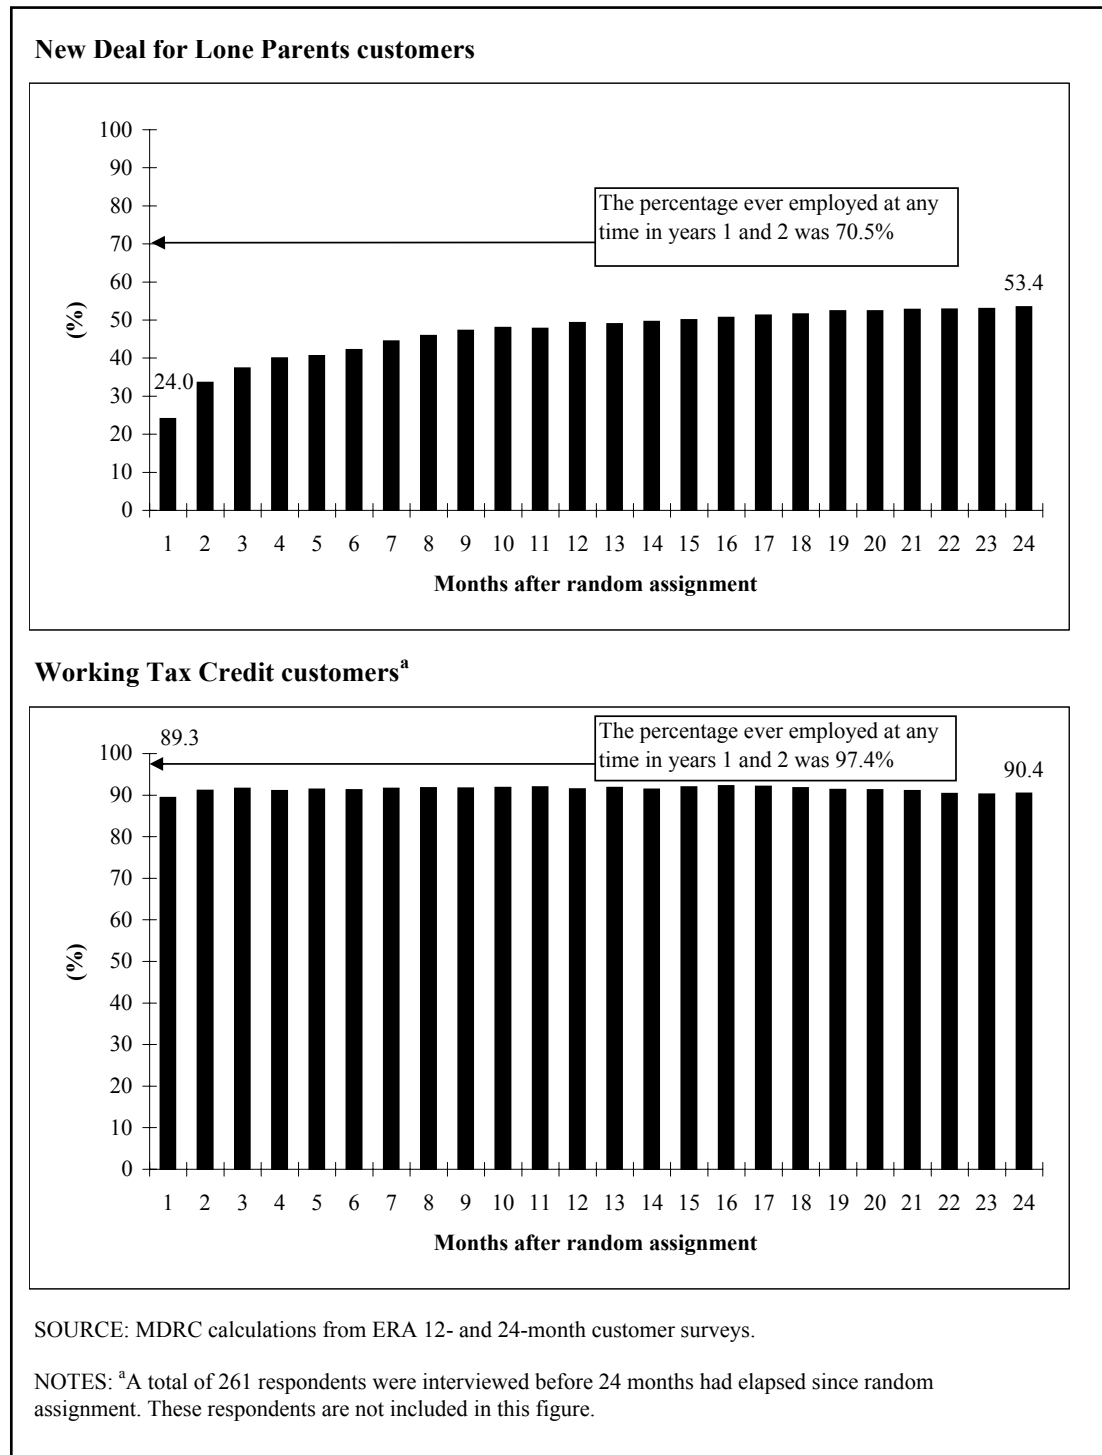 New Deal for Lone Parents customers
The percentage ever employed at any
time in years 1 and 2 was 70.5%
100
90
80
70
60
50
40
30
20
10
0
(%)
24.0
53.4
1 2 3 4 5 6 7 8 9 10 11 12 13 14 15 16 17 18 19 20 21 22 23 24
Months after random assignment
Working Tax Credit customersᵃ
The percentage ever employed at any
time in years 1 and 2 was 97.4%
89.3
90.4
100
90
80
70
60
50
40
30
20
10
0
(%)
1 2 3 4 5 6 7 8 9 10 11 12 13 14 15 16 17 18 19 20 21 22 23 24
Months after random assignment
SOURCE: MDRC calculations from ERA 12- and 24-month customer surveys.
NOTES: ᵃA total of 261 respondents were interviewed before 24 months had elapsed since random
assignment. These respondents are not included in this figure.